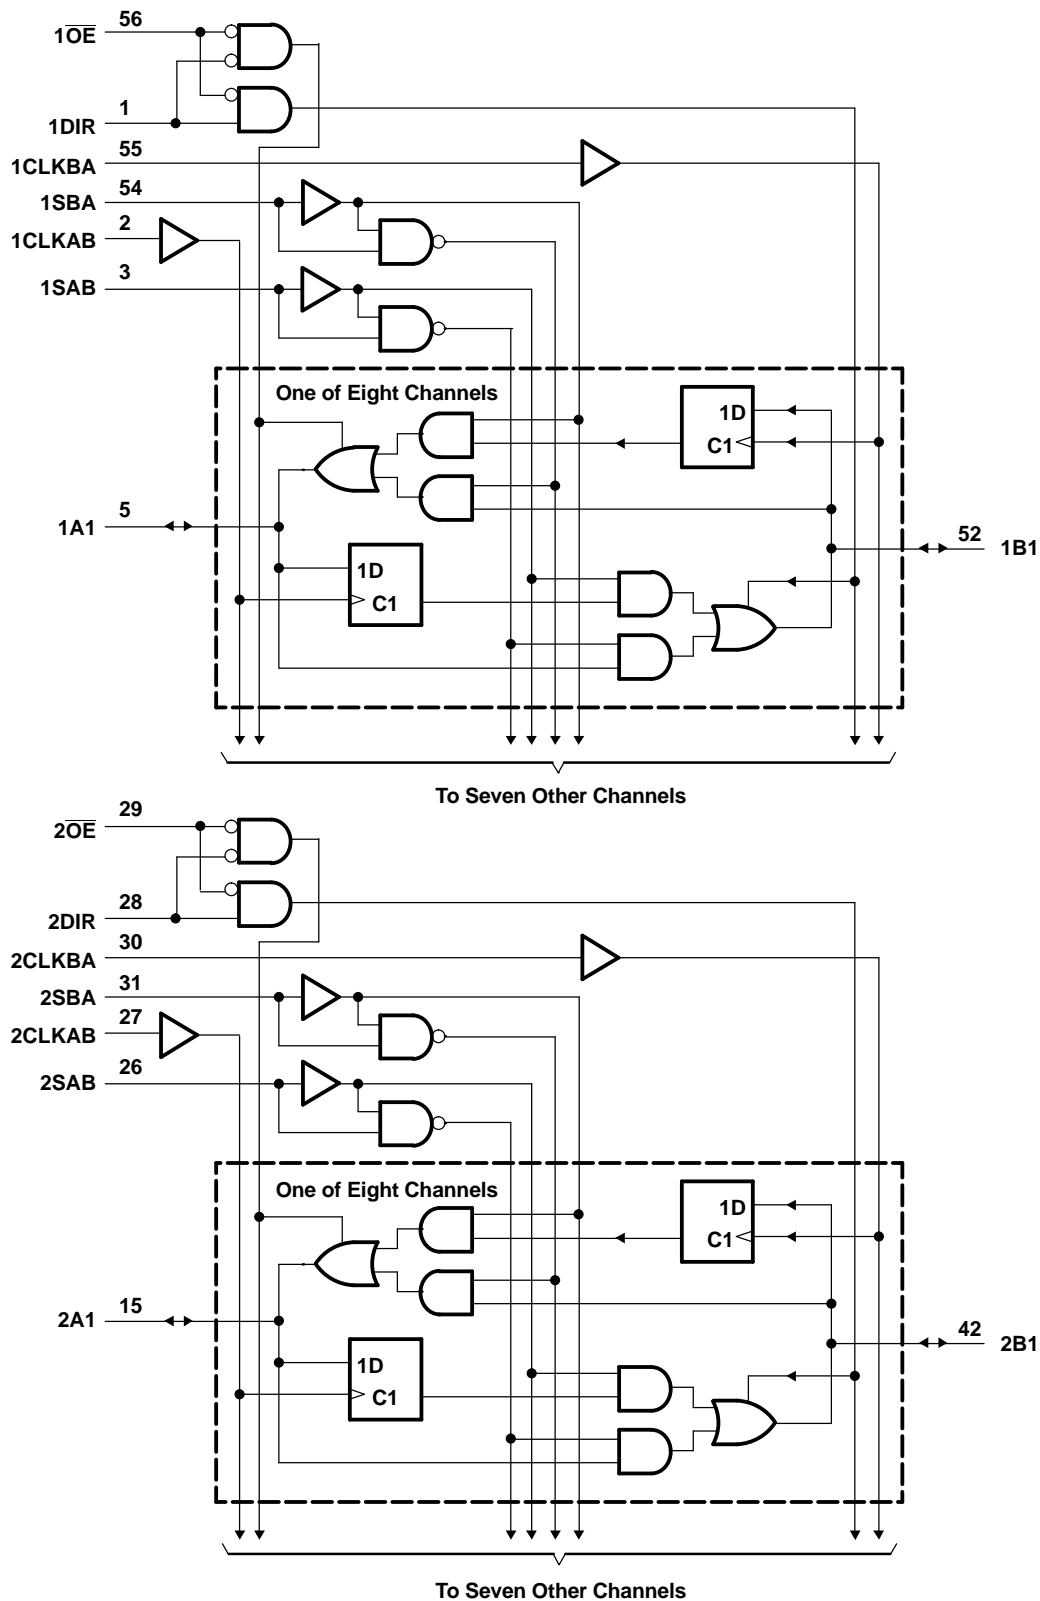 56
1O̅E̅
1
1DIR
55
1CLKBA
54
1SBA
2
1CLKAB
3
1SAB
One of Eight Channels
1D
C1
5
1A1
52
1B1
1D
C1
To Seven Other Channels
29
2O̅E̅
28
2DIR
30
2CLKBA
31
2SBA
27
2CLKAB
26
2SAB
One of Eight Channels
1D
C1
15
2A1
42
2B1
1D
C1
To Seven Other Channels